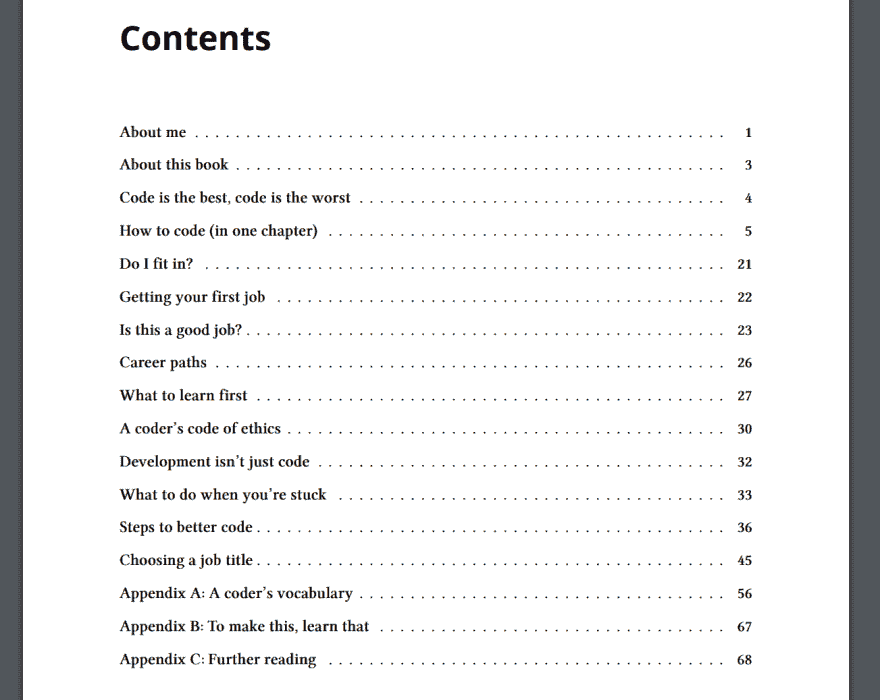 Contents
About me . . . . . . . . . . . . . . . . . . . . . . . . . . . . . . . . . . . . . . . . . . . . . . . . . . . . 1
About this book . . . . . . . . . . . . . . . . . . . . . . . . . . . . . . . . . . . . . . . . . . . . . . . . 3
Code is the best, code is the worst . . . . . . . . . . . . . . . . . . . . . . . . . . . . . . . . . . . . 4
How to code (in one chapter) . . . . . . . . . . . . . . . . . . . . . . . . . . . . . . . . . . . . . . . 5
Do I fit in? . . . . . . . . . . . . . . . . . . . . . . . . . . . . . . . . . . . . . . . . . . . . . . . . . . . 21
Getting your first job . . . . . . . . . . . . . . . . . . . . . . . . . . . . . . . . . . . . . . . . . . . . 22
Is this a good job? . . . . . . . . . . . . . . . . . . . . . . . . . . . . . . . . . . . . . . . . . . . . . . . 23
Career paths . . . . . . . . . . . . . . . . . . . . . . . . . . . . . . . . . . . . . . . . . . . . . . . . . . 26
What to learn first . . . . . . . . . . . . . . . . . . . . . . . . . . . . . . . . . . . . . . . . . . . . . . 27
A coder's code of ethics . . . . . . . . . . . . . . . . . . . . . . . . . . . . . . . . . . . . . . . . . . . 30
Development isn't just code . . . . . . . . . . . . . . . . . . . . . . . . . . . . . . . . . . . . . . . . 32
What to do when you're stuck . . . . . . . . . . . . . . . . . . . . . . . . . . . . . . . . . . . . . . 33
Steps to better code . . . . . . . . . . . . . . . . . . . . . . . . . . . . . . . . . . . . . . . . . . . . . . 36
Choosing a job title . . . . . . . . . . . . . . . . . . . . . . . . . . . . . . . . . . . . . . . . . . . . . . 45
Appendix A: A coder's vocabulary . . . . . . . . . . . . . . . . . . . . . . . . . . . . . . . . . . . . 56
Appendix B: To make this, learn that . . . . . . . . . . . . . . . . . . . . . . . . . . . . . . . . . . 67
Appendix C: Further reading . . . . . . . . . . . . . . . . . . . . . . . . . . . . . . . . . . . . . . . 68